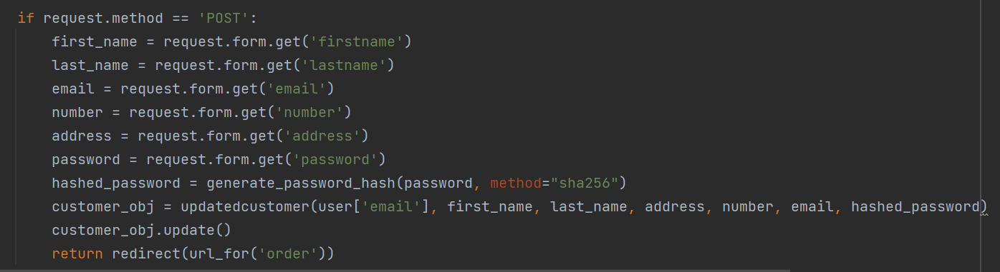 if request.method == 'POST':
    first_name = request.form.get('firstname')
    last_name = request.form.get('lastname')
    email = request.form.get('email')
    number = request.form.get('number')
    address = request.form.get('address')
    password = request.form.get('password')
    hashed_password = generate_password_hash(password, method="sha256")
    customer_obj = updatedcustomer(user['email'], first_name, last_name, address, number, email, hashed_password)
    customer_obj.update()
    return redirect(url_for('order'))